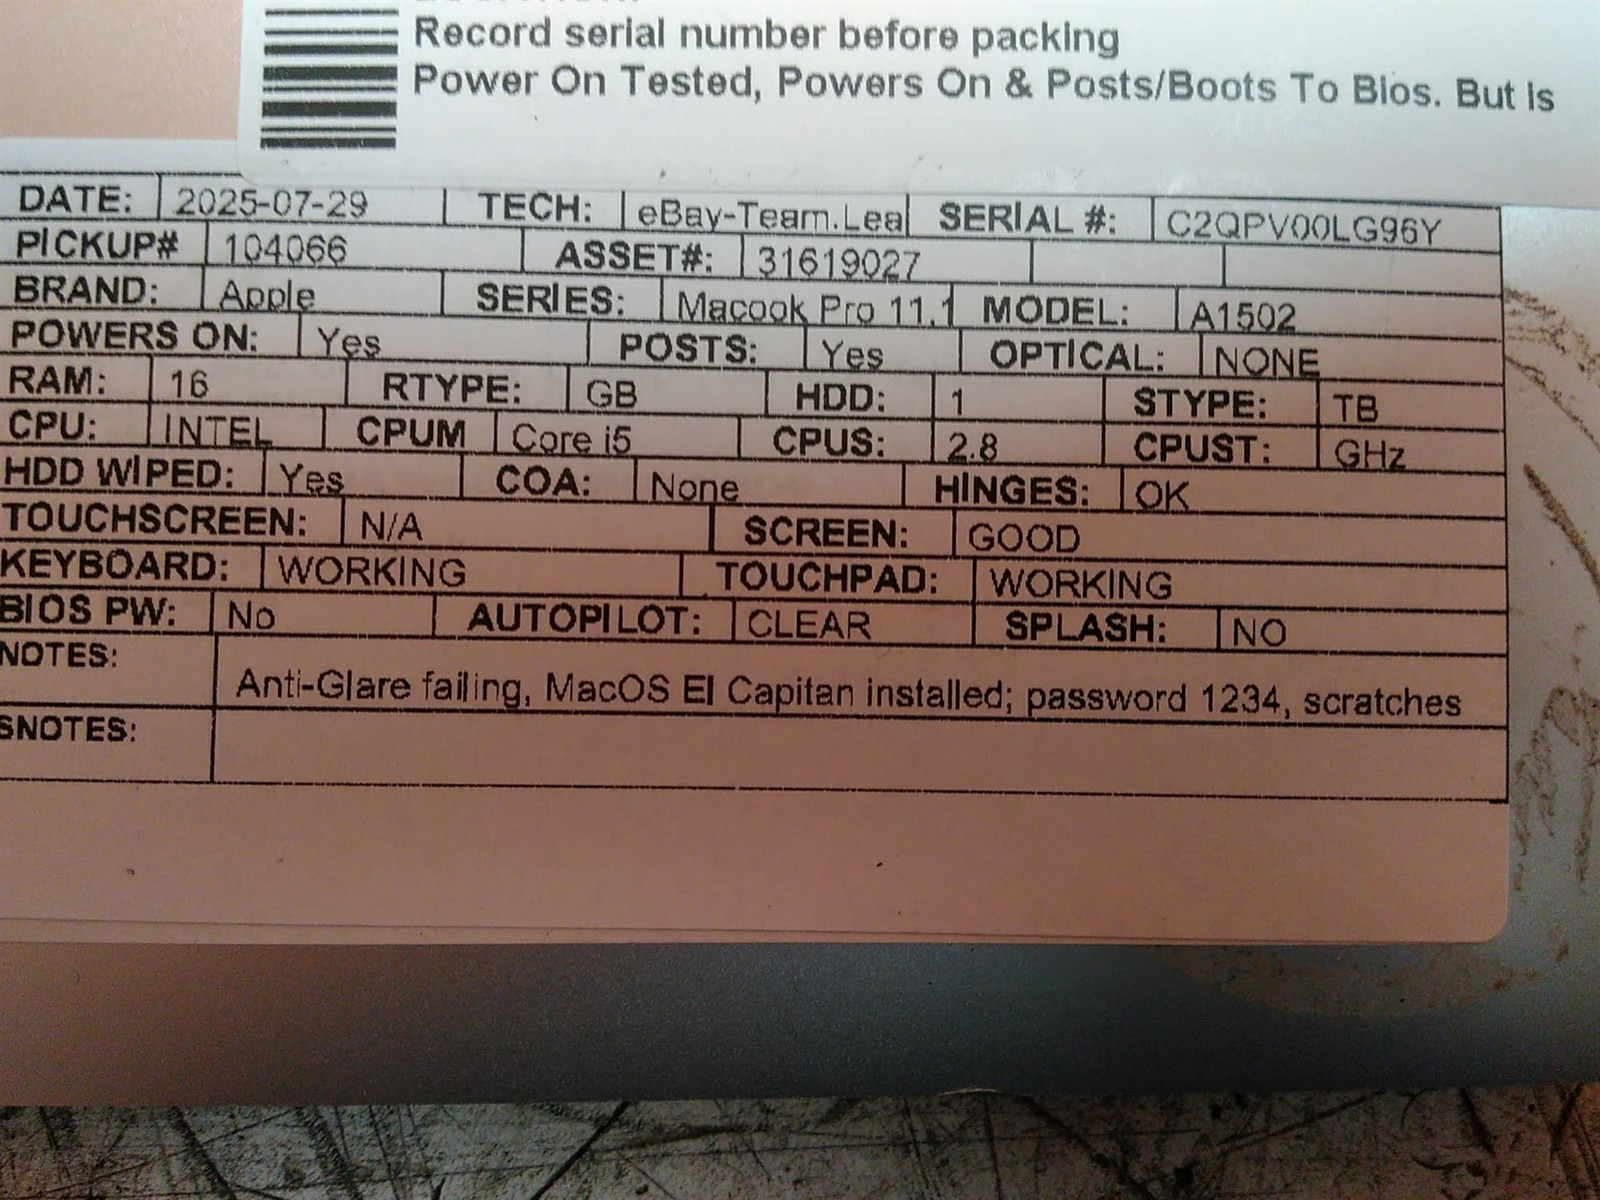 Record serial number before packing
Power On Tested, Powers On & Posts/Boots To Bios. But Is
DATE: 2025-07-29 TECH: eBay-Team.Lea SERIAL #: C2QPV00LG96Y
PICKUP# 104066 ASSET#: 31619027
BRAND: Apple SERIES: Macook Pro 11,1 MODEL: A1502
POWERS ON: Yes POSTS: Yes OPTICAL: NONE
RAM: 16 RTYPE: GB HDD: 1 STYPE: TB
CPU: INTEL CPUM Core i5 CPUS: 2.8 CPUST: GHz
HDD WIPED: Yes COA: None HINGES: OK
TOUCHSCREEN: N/A SCREEN: GOOD
KEYBOARD: WORKING TOUCHPAD: WORKING
BIOS PW: No AUTOPILOT: CLEAR SPLASH: NO
NOTES: Anti-Glare failing, MacOS El Capitan installed; password 1234, scratches
SNOTES: